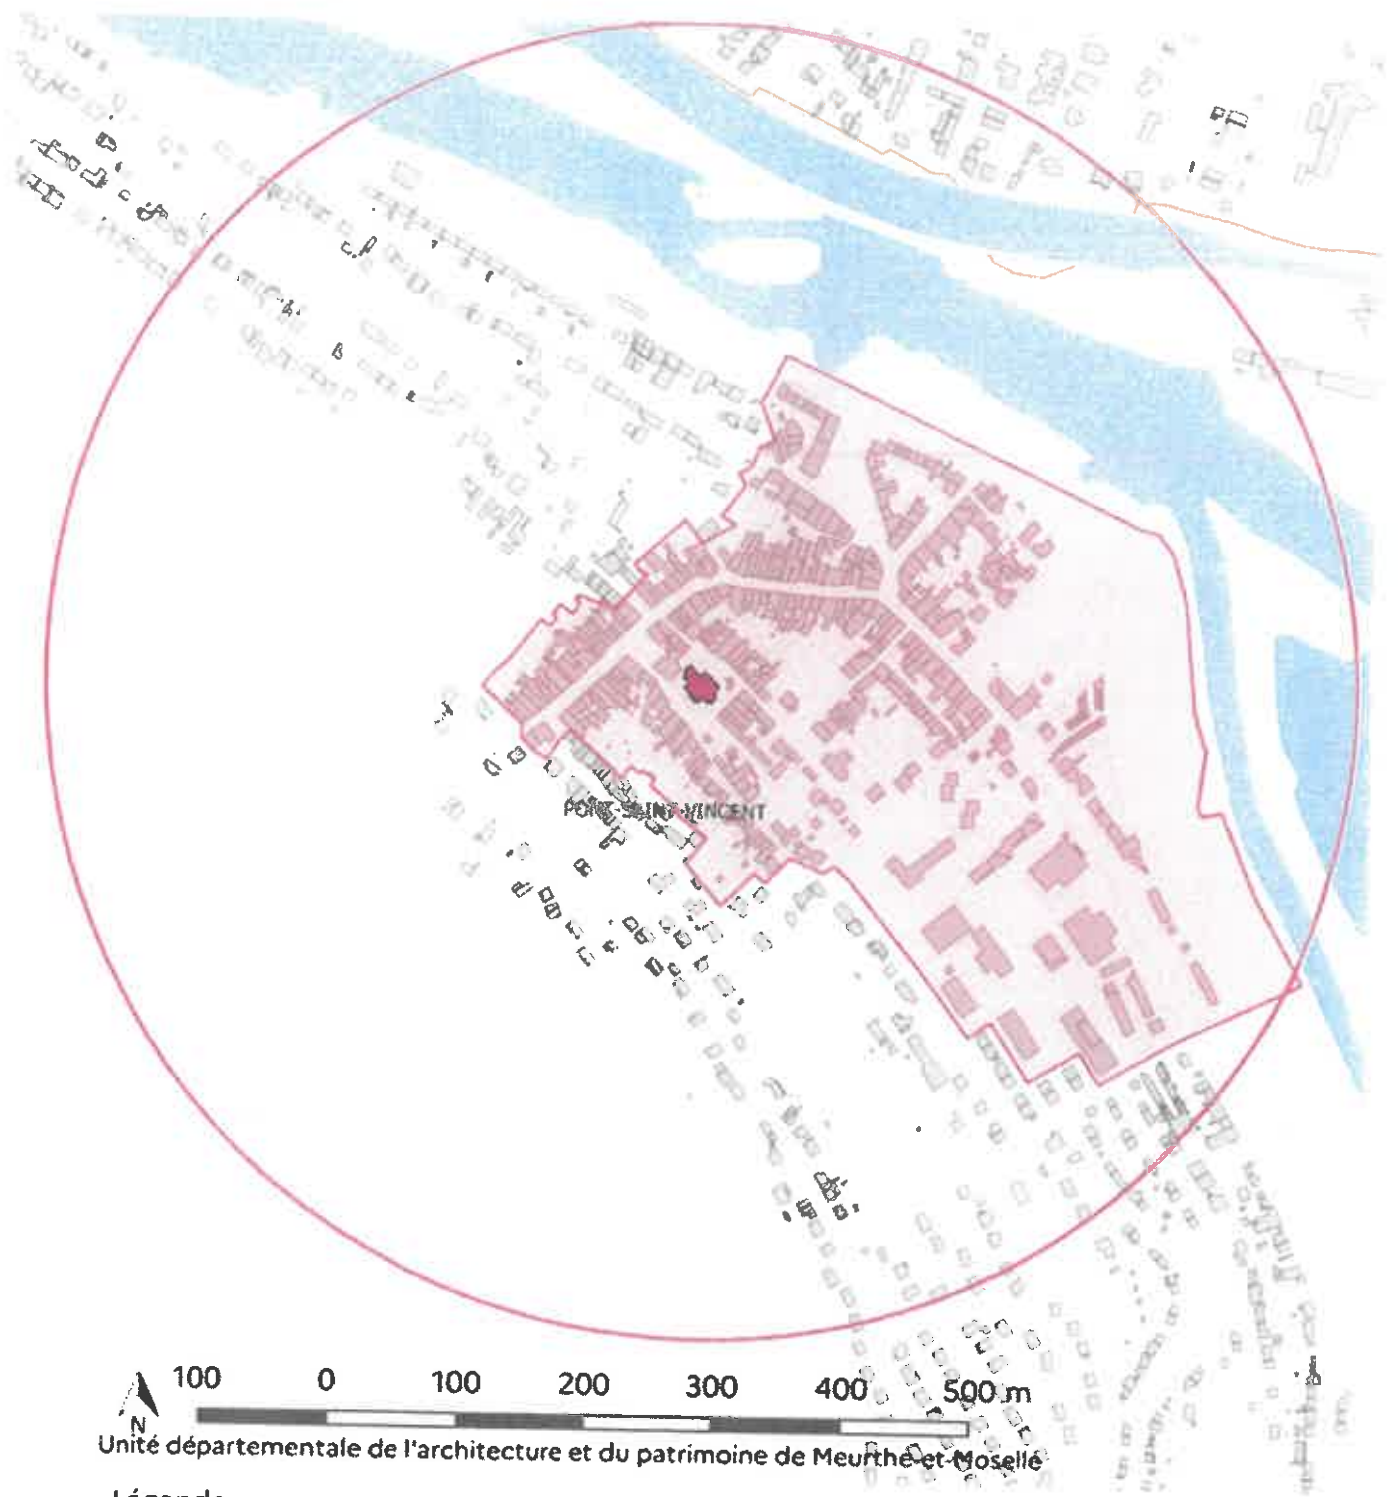 PONT-SAINT-VINCENT
100 0 100 200 300 400 500 m
N
Unité départementale de l'architecture et du patrimoine de Meurthe-et-Moselle
Légende